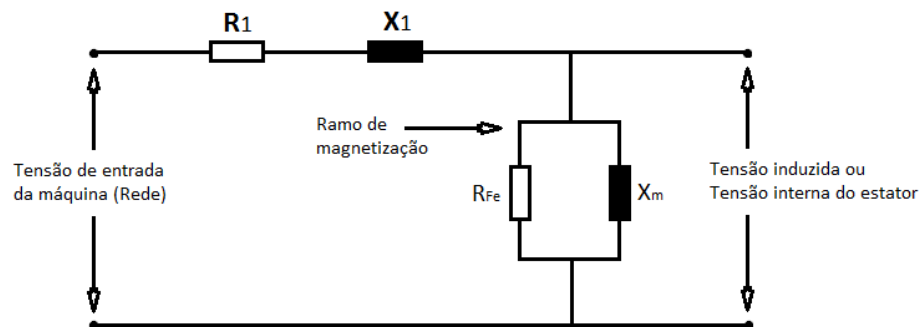 R1
X1
Ramo de
magnetização
Tensão de entrada
da máquina (Rede)
RFe
Xm
Tensão induzida ou
Tensão interna do estator